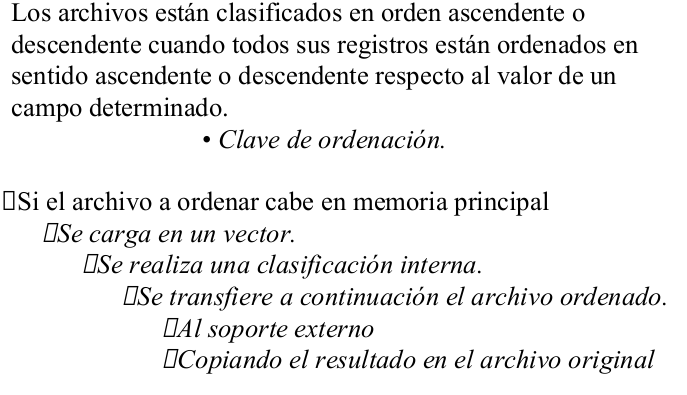 Los archivos están clasificados en orden ascendente o
descendente cuando todos sus registros están ordenados en
sentido ascendente o descendente respecto al valor de un
campo determinado.
• Clave de ordenación.
Si el archivo a ordenar cabe en memoria principal
Se carga en un vector.
Se realiza una clasificación interna.
Se transfiere a continuación el archivo ordenado.
Al soporte externo
Copiando el resultado en el archivo original